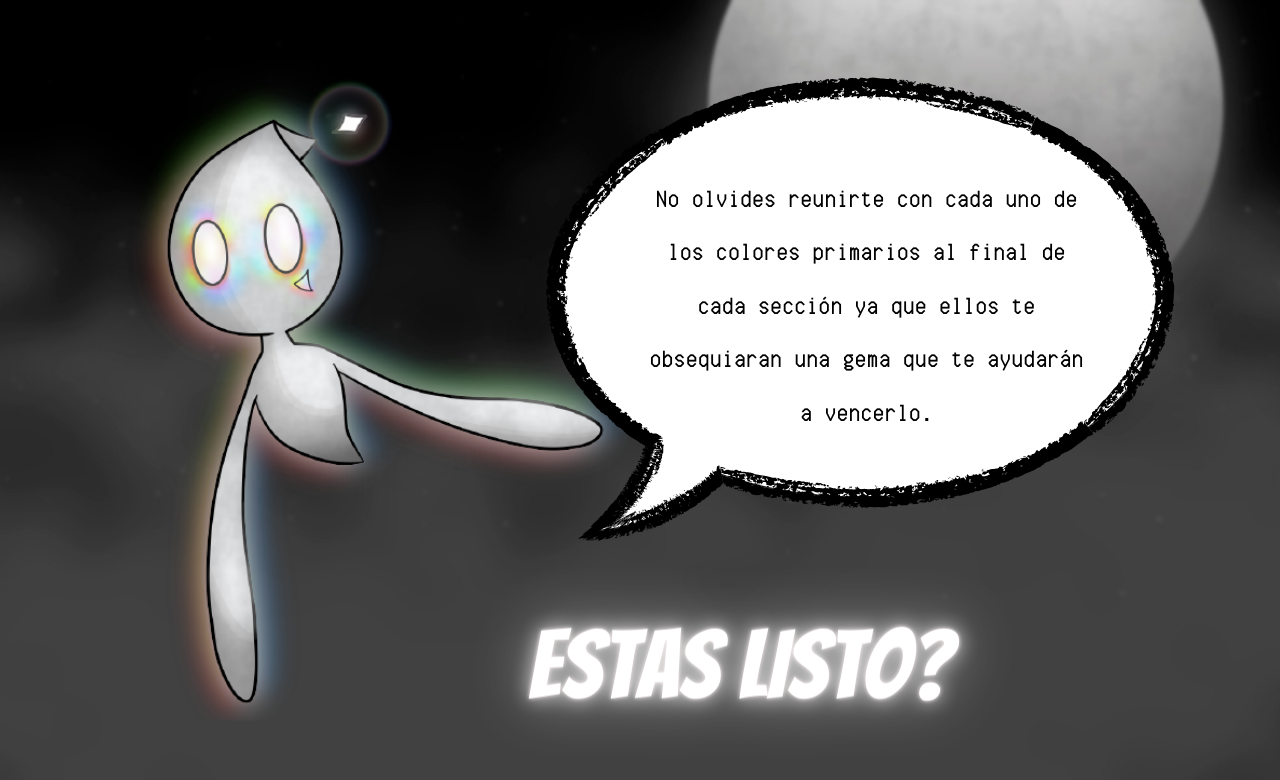 No olvides reunirte con cada uno de
los colores primarios al final de
cada sección ya que ellos te
obsequiaran una gema que te ayudarán
a vencerlo.
ESTAS LISTO?